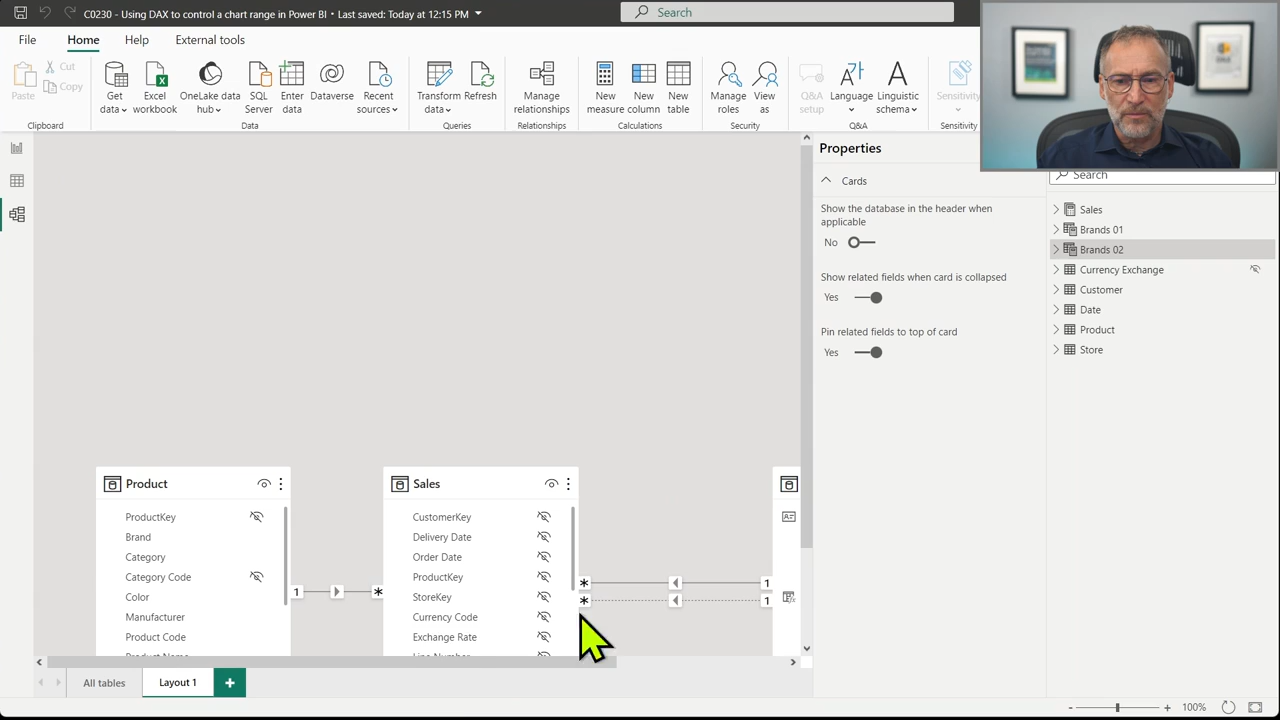 C0230 - Using DAX to control a chart range in Power BI • Last saved: Today at 12:15 PM
Search
File
Home
Help
External tools
Paste
Cut
Copy
Get data
Excel workbook
OneLake data hub
SQL Server
Enter data
Dataverse
Recent sources
Transform data
Refresh
Manage relationships
New measure
New column
New table
Manage roles
View as
Q&A setup
Language
Linguistic schema
Sensitivity
Clipboard
Data
Queries
Relationships
Calculations
Security
Q&A
Sensitivity
Properties
Cards
Show the database in the header when
applicable
No
Show related fields when card is collapsed
Yes
Pin related fields to top of card
Yes
Search
Sales
Brands 01
Brands 02
Currency Exchange
Customer
Date
Product
Store
Product
ProductKey
Brand
Category
Category Code
Color
Manufacturer
Product Code
Product Name
1
*
Sales
CustomerKey
Delivery Date
Order Date
ProductKey
StoreKey
Currency Code
Exchange Rate
Line Number
*
1
*
1
All tables
Layout 1
+
-
+
100%